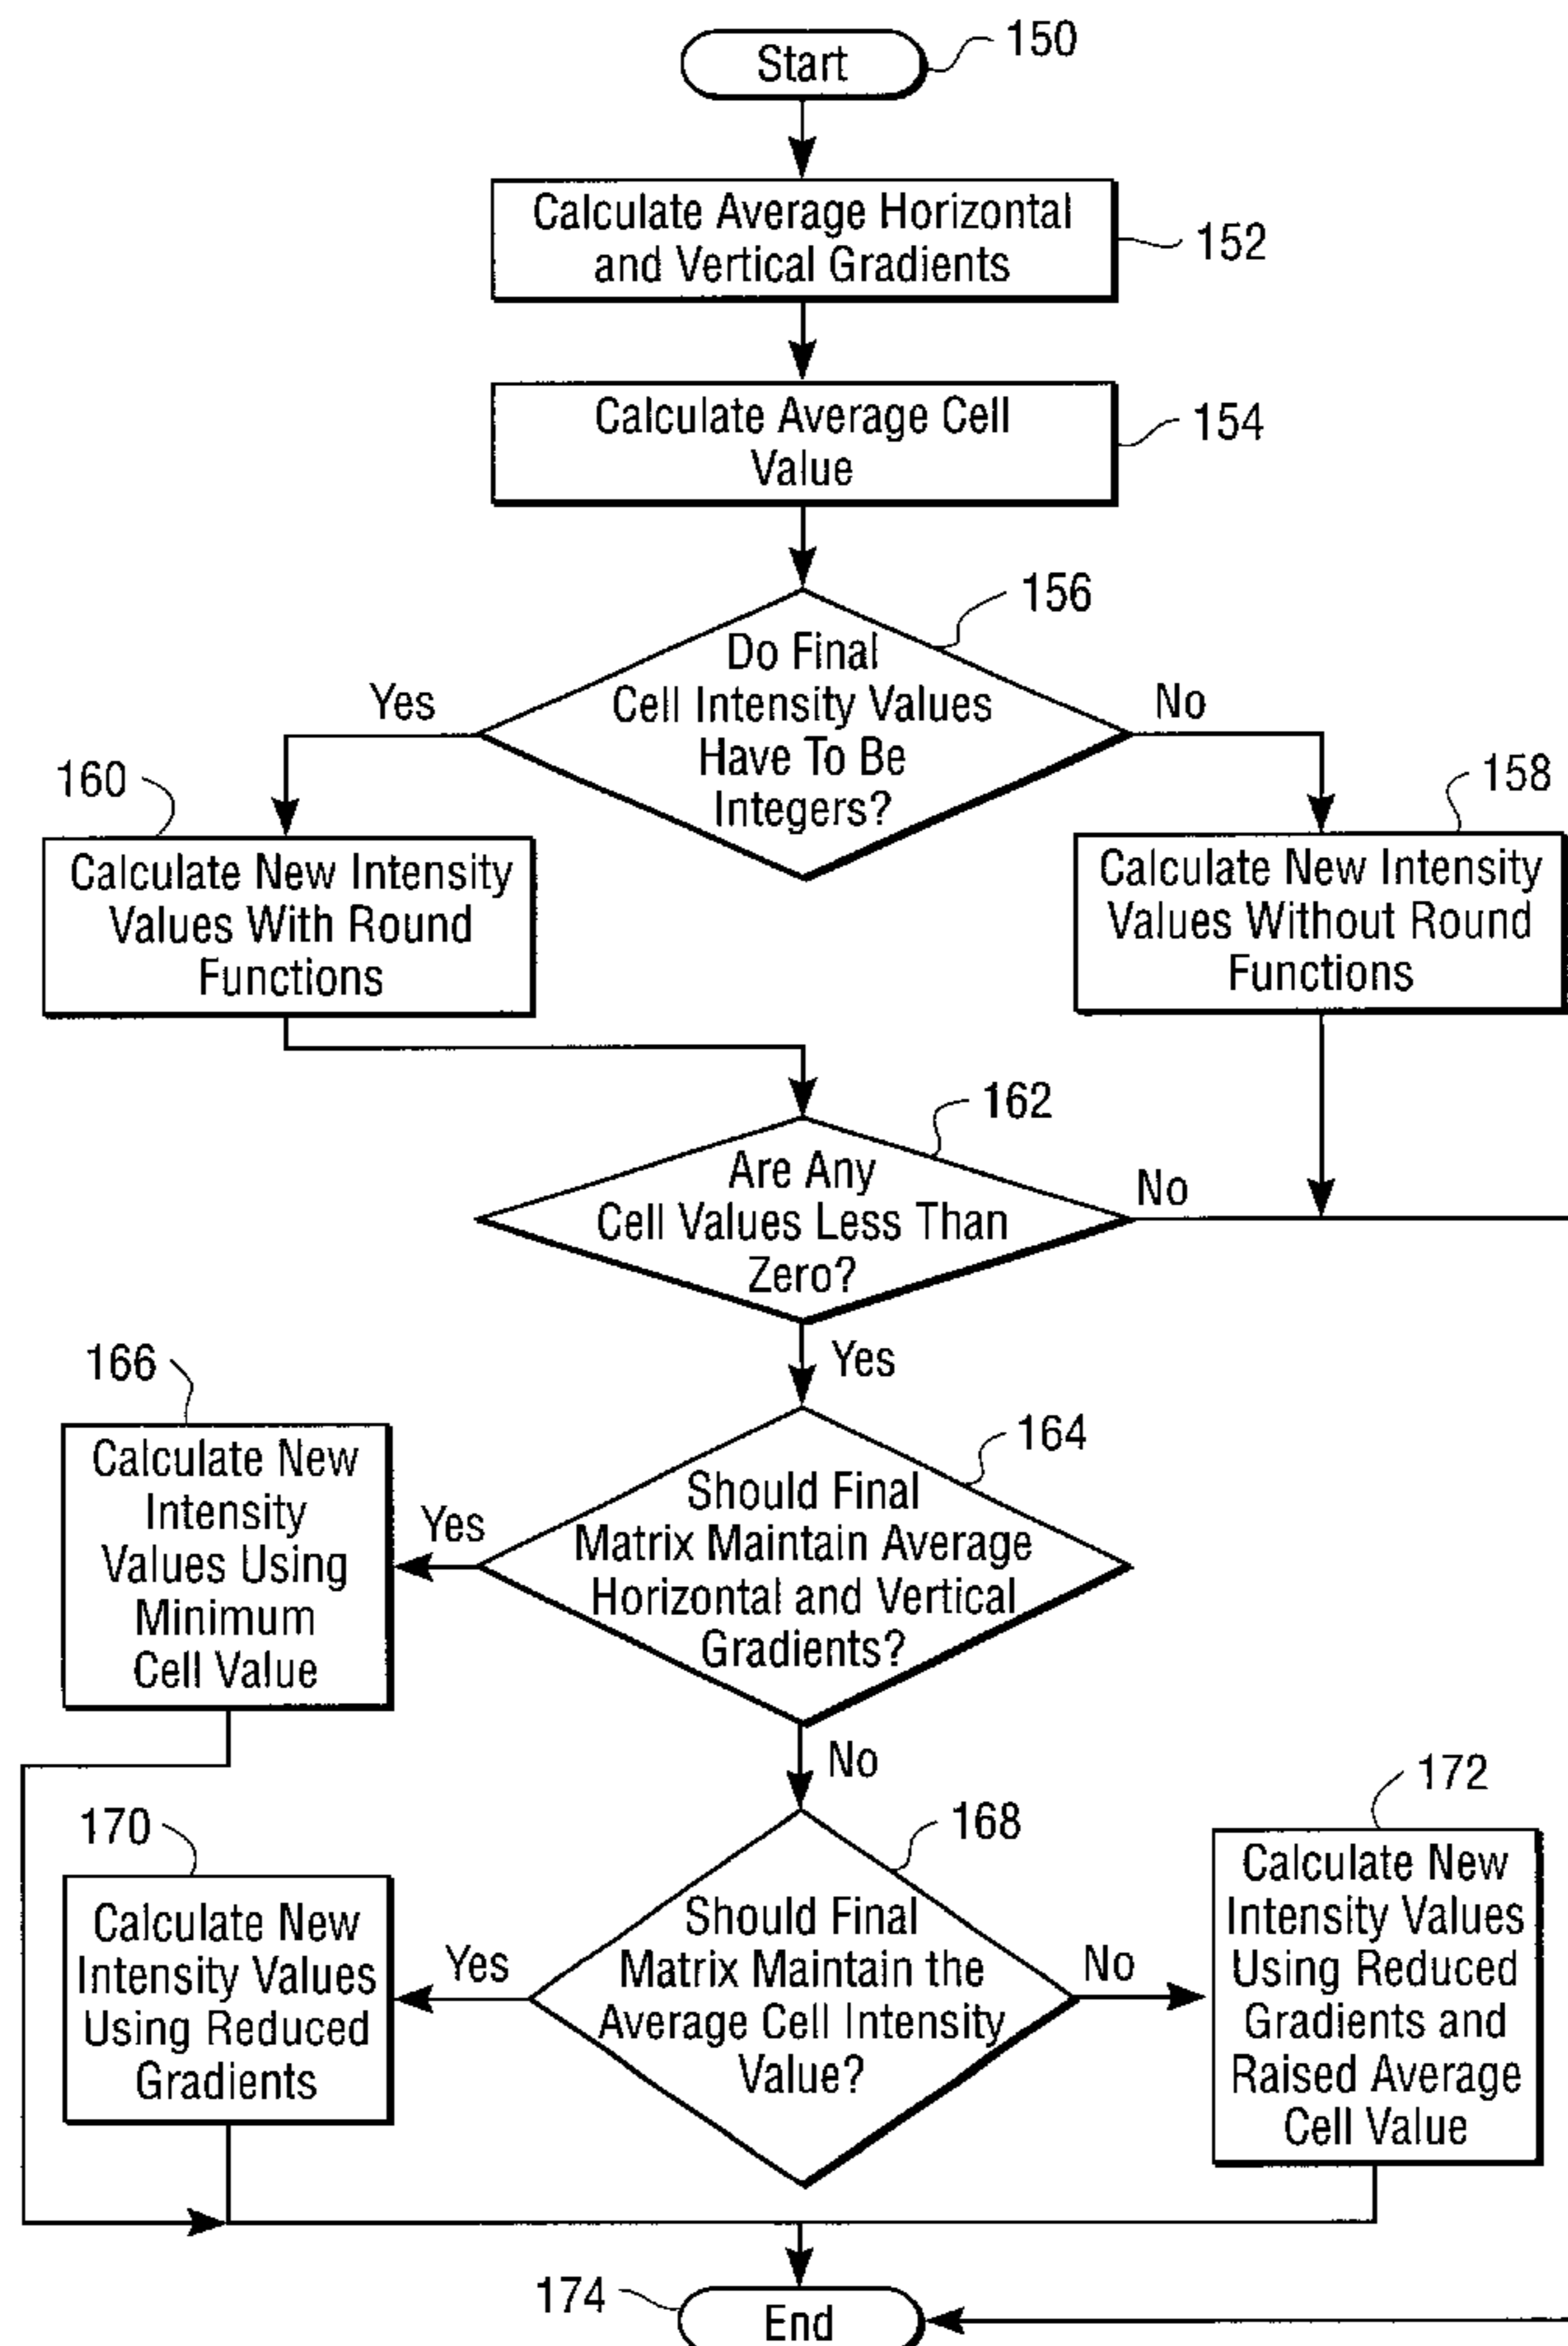 Start
150
Calculate Average Horizontal
and Vertical Gradients
152
Calculate Average Cell
Value
154
156
Do Final
Cell Intensity Values
Have To Be
Integers?
Yes
No
160
Calculate New Intensity
Values With Round
Functions
158
Calculate New Intensity
Values Without Round
Functions
162
Are Any
Cell Values Less Than
Zero?
No
Yes
166
Calculate New
Intensity
Values Using
Minimum
Cell Value
164
Should Final
Matrix Maintain Average
Horizontal and Vertical
Gradients?
Yes
No
170
Calculate New
Intensity Values
Using Reduced
Gradients
168
Should Final
Matrix Maintain the
Average Cell Intensity
Value?
Yes
No
172
Calculate New
Intensity Values
Using Reduced
Gradients and
Raised Average
Cell Value
174
End